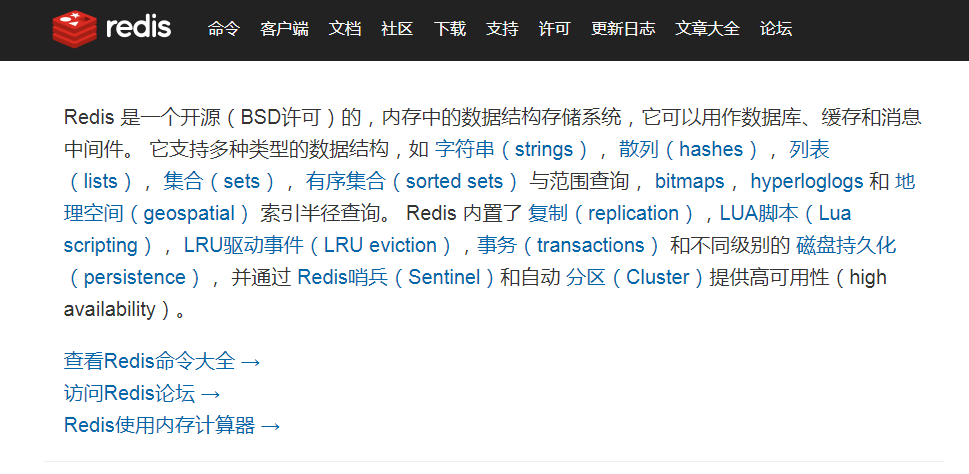 redis 命令 客户端 文档 社区 下载 支持 许可 更新日志 文章大全 论坛
Redis 是一个开源（BSD许可）的，内存中的数据结构存储系统，它可以用作数据库、缓存和消息
中间件。 它支持多种类型的数据结构，如 字符串（strings）， 散列（hashes）， 列表
（lists）， 集合（sets）， 有序集合（sorted sets） 与范围查询， bitmaps， hyperloglogs 和 地
理空间（geospatial） 索引半径查询。 Redis 内置了 复制（replication），LUA脚本（Lua
scripting）， LRU驱动事件（LRU eviction），事务（transactions） 和不同级别的 磁盘持久化
（persistence）， 并通过 Redis哨兵（Sentinel）和自动 分区（Cluster）提供高可用性（high
availability）。
查看Redis命令大全 →
访问Redis论坛 →
Redis使用内存计算器 →